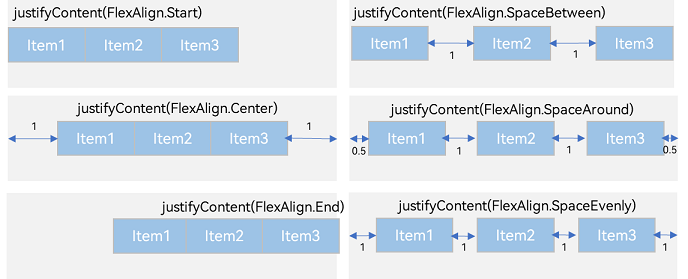 justifyContent(FlexAlign.Start)
Item1 Item2 Item3
justifyContent(FlexAlign.SpaceBetween)
Item1 Item2 Item3
1 1
justifyContent(FlexAlign.Center)
1 Item1 Item2 Item3 1
justifyContent(FlexAlign.SpaceAround)
Item1 Item2 Item3
0.5 1 1 0.5
justifyContent(FlexAlign.End)
Item1 Item2 Item3
justifyContent(FlexAlign.SpaceEvenly)
Item1 Item2 Item3
1 1 1 1